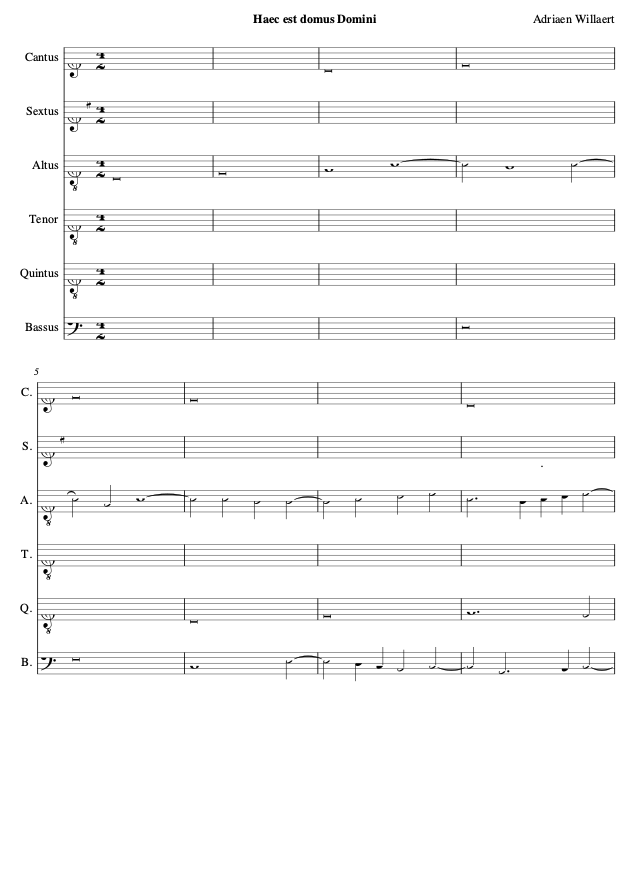 Haec est domus Domini
Adriaen Willaert
Cantus
Sextus
Altus
Tenor
Quintus
Bassus
5
C.
S.
A.
T.
Q.
B.